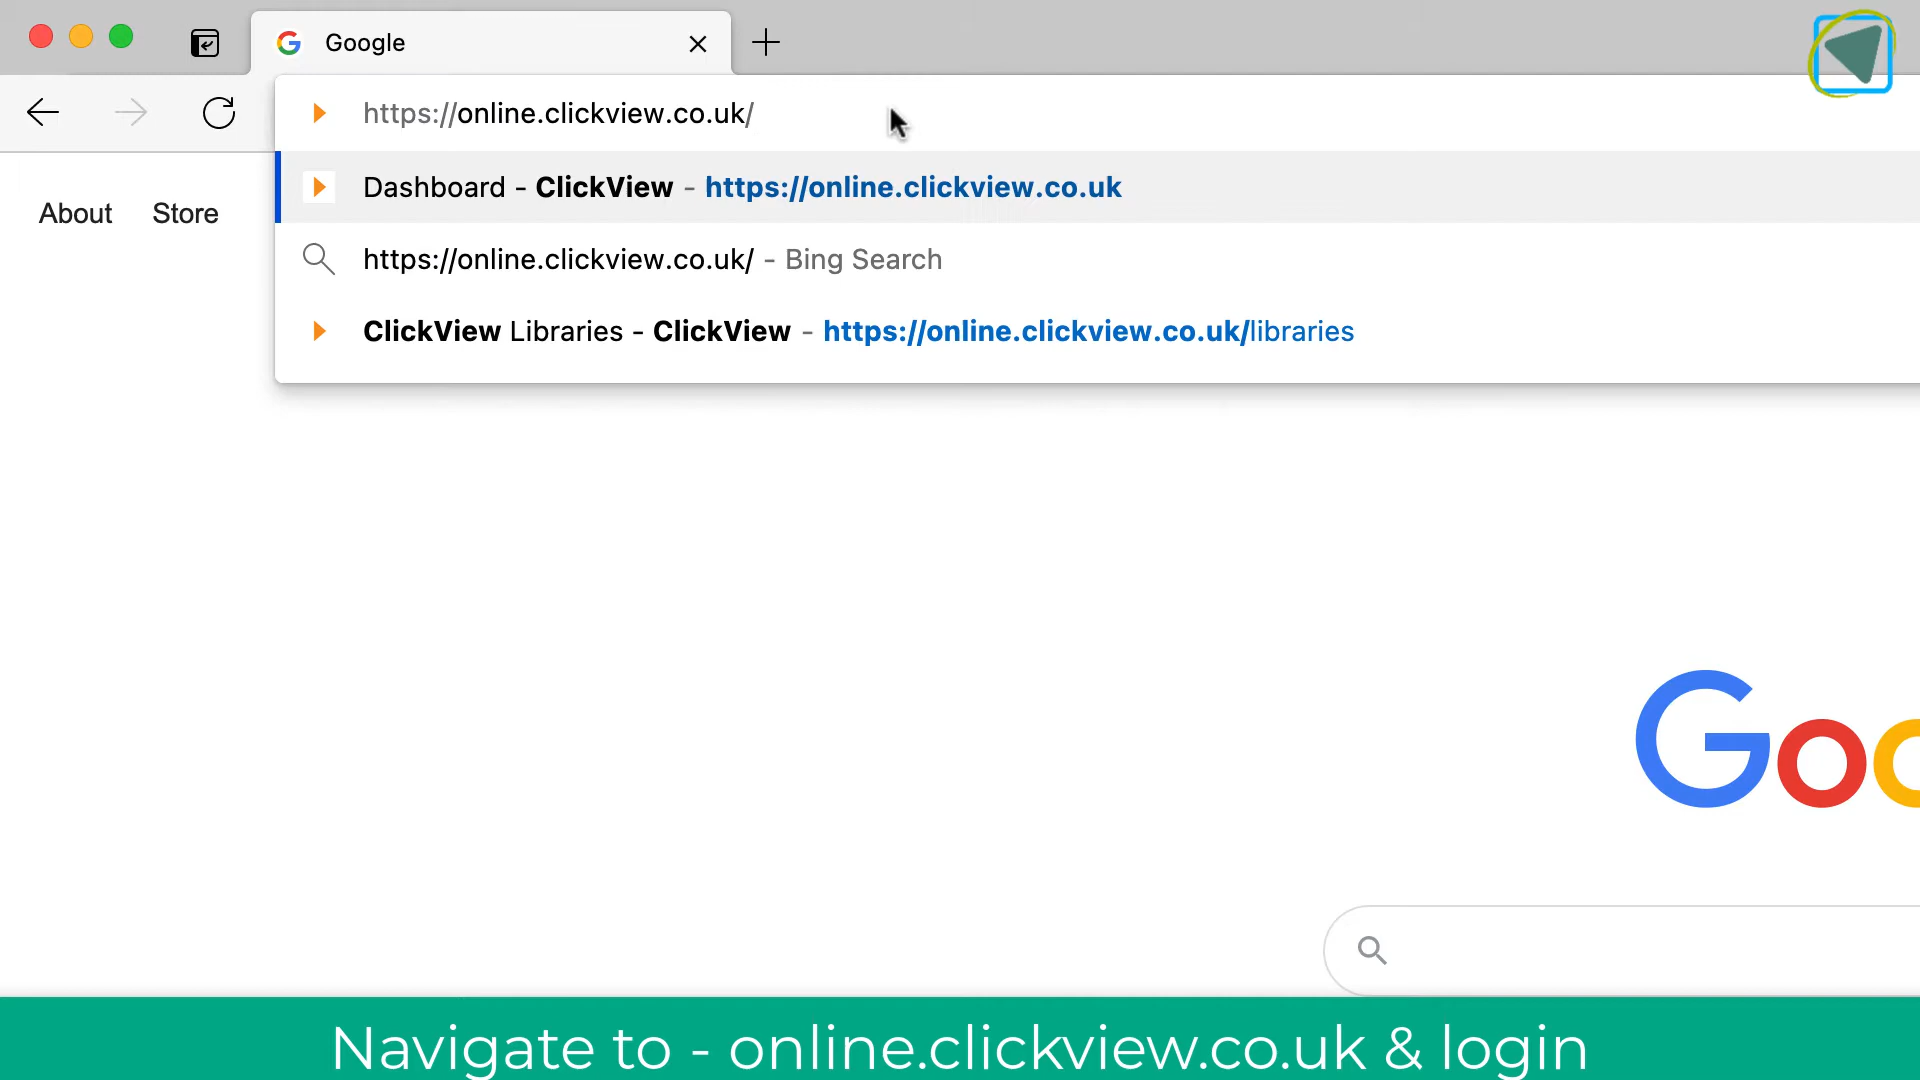 Google
https://online.clickview.co.uk/
Dashboard - ClickView - https://online.clickview.co.uk
About Store
https://online.clickview.co.uk/ - Bing Search
ClickView Libraries - ClickView - https://online.clickview.co.uk/libraries
Goo
Navigate to - online.clickview.co.uk & login